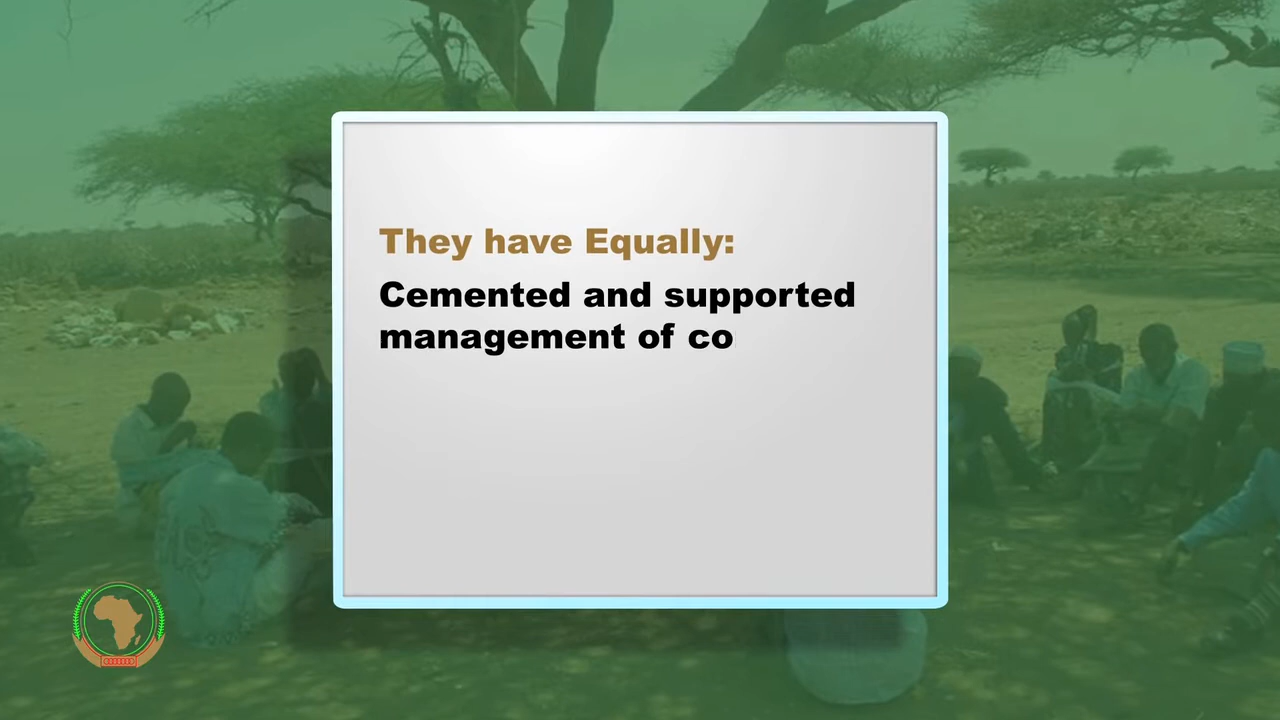 They have Equally:
Cemented and supported
management of co